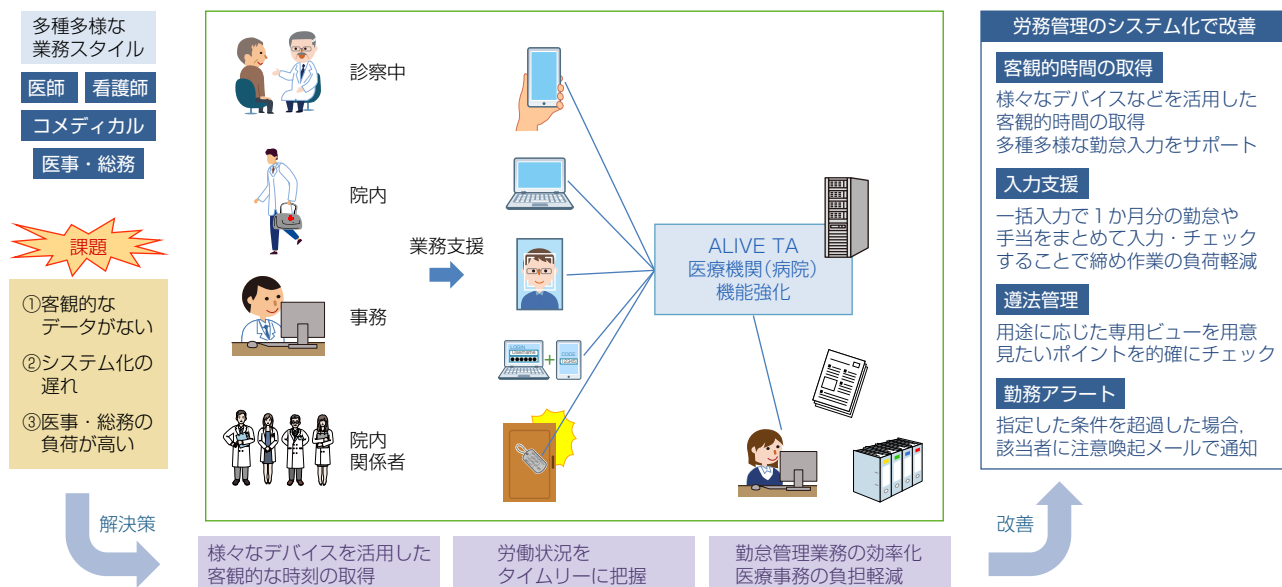 多種多様な
業務スタイル
医師
看護師
コメディカル
医事・総務
課題
①客観的な
データがない
②システム化の
遅れ
③医事・総務の
負荷が高い
解決策
診察中
院内
事務
院内
関係者
業務支援
LOGIN
Username
+
CODE
ALIVE TA
医療機関(病院)
機能強化
様々なデバイスを活用した
客観的な時刻の取得
労働状況を
タイムリーに把握
勤怠管理業務の効率化
医療事務の負担軽減
改善
労務管理のシステム化で改善
客観的時間の取得
様々なデバイスなどを活用した
客観的時間の取得
多種多様な勤怠入力をサポート
入力支援
一括入力で1か月分の勤怠や
手当をまとめて入力・チェック
することで締め作業の負荷軽減
遵法管理
用途に応じた専用ビューを用意
見たいポイントを的確にチェック
勤務アラート
指定した条件を超過した場合,
該当者に注意喚起メールで通知